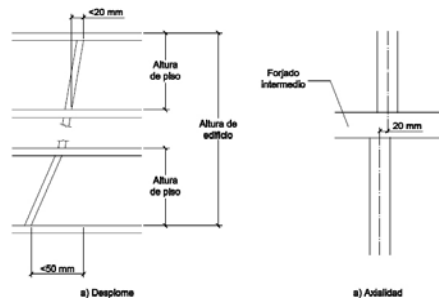 <20 mm
Altura
de piso
Altura de
edificio
Altura
de piso
<50 mm
a) Desplome
Forjado
intermedio
20 mm
a) Axialidad